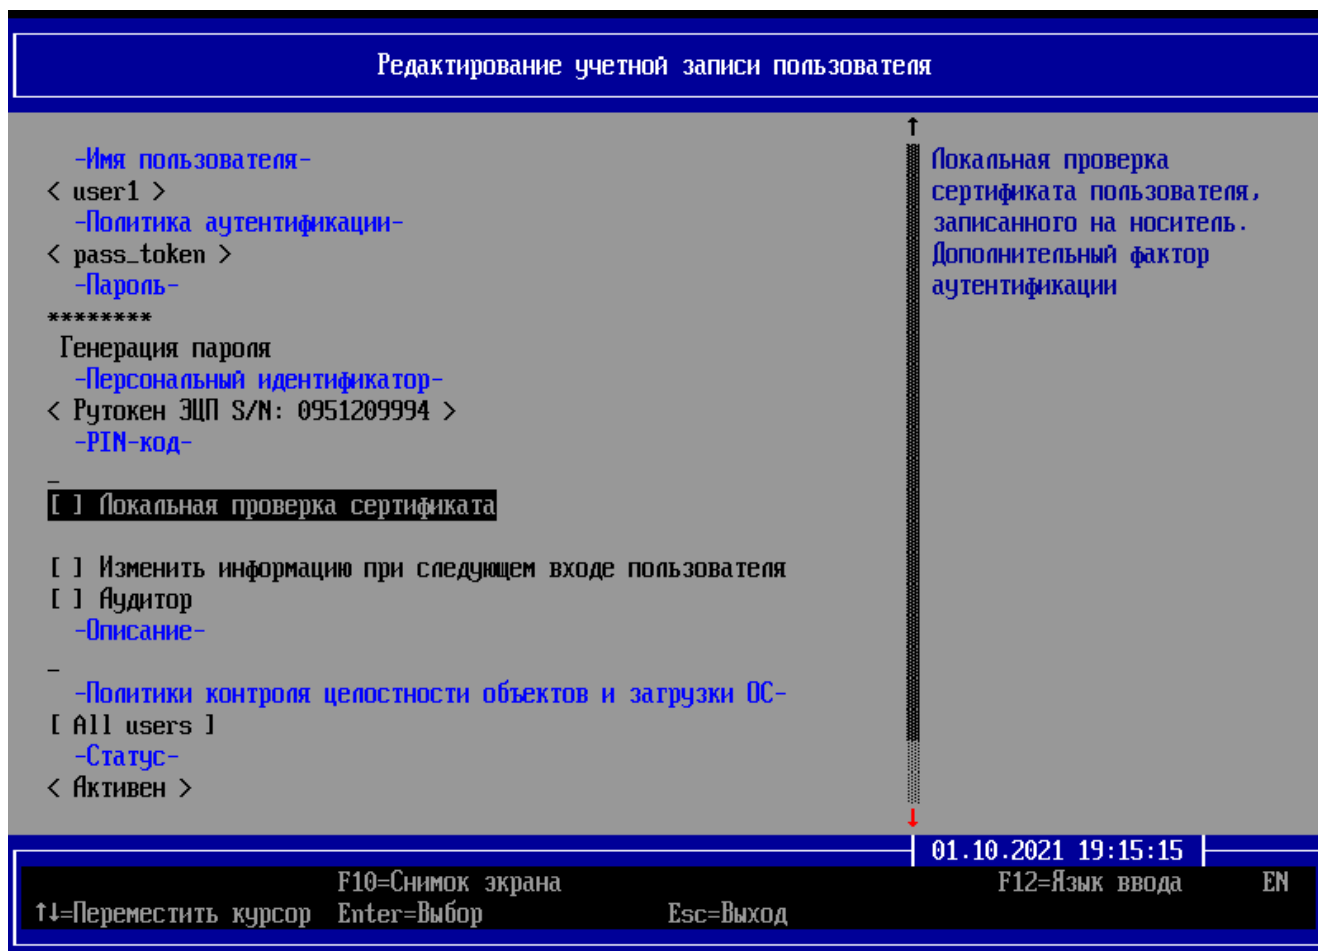 Редактирование учетной записи пользователя
-Имя пользователя-
< user1 >
-Политика аутентификации-
< pass_token >
-Пароль-
********
Генерация пароля
-Персональный идентификатор-
< Рутокен ЭЦП S/N: 0951209994 >
-PIN-код-
_
[ ] Локальная проверка сертификата
[ ] Изменить информацию при следующем входе пользователя
[ ] Аудитор
-Описание-
_
-Политики контроля целостности объектов и загрузки ОС-
[ All users ]
-Статус-
< Активен >
Локальная проверка
сертификата пользователя,
записанного на носитель.
Дополнительный фактор
аутентификации
01.10.2021 19:15:15
F10=Снимок экрана F12=Язык ввода EN
↑↓=Переместить курсор Enter=Выбор Esc=Выход